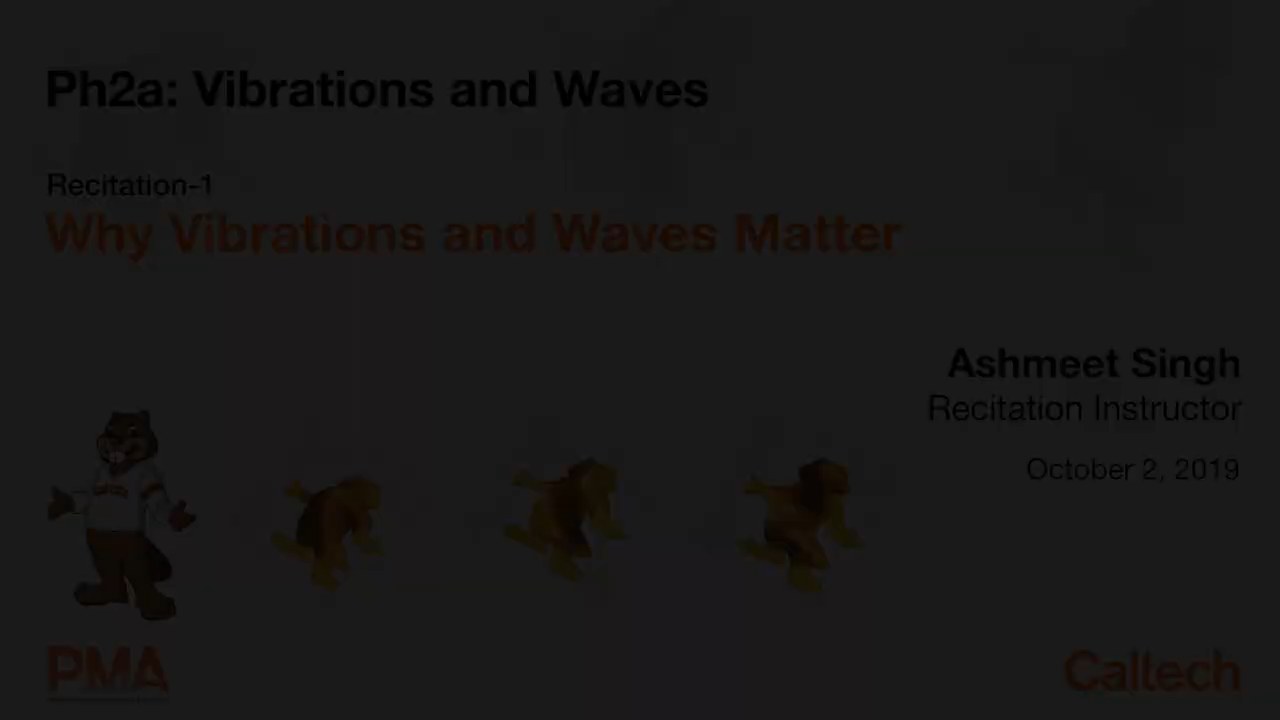 Ph2a: Vibrations and Waves
Recitation-1
Why Vibrations and Waves Matter
Ashmeet Singh
Recitation Instructor
October 2, 2019
PMA
Caltech